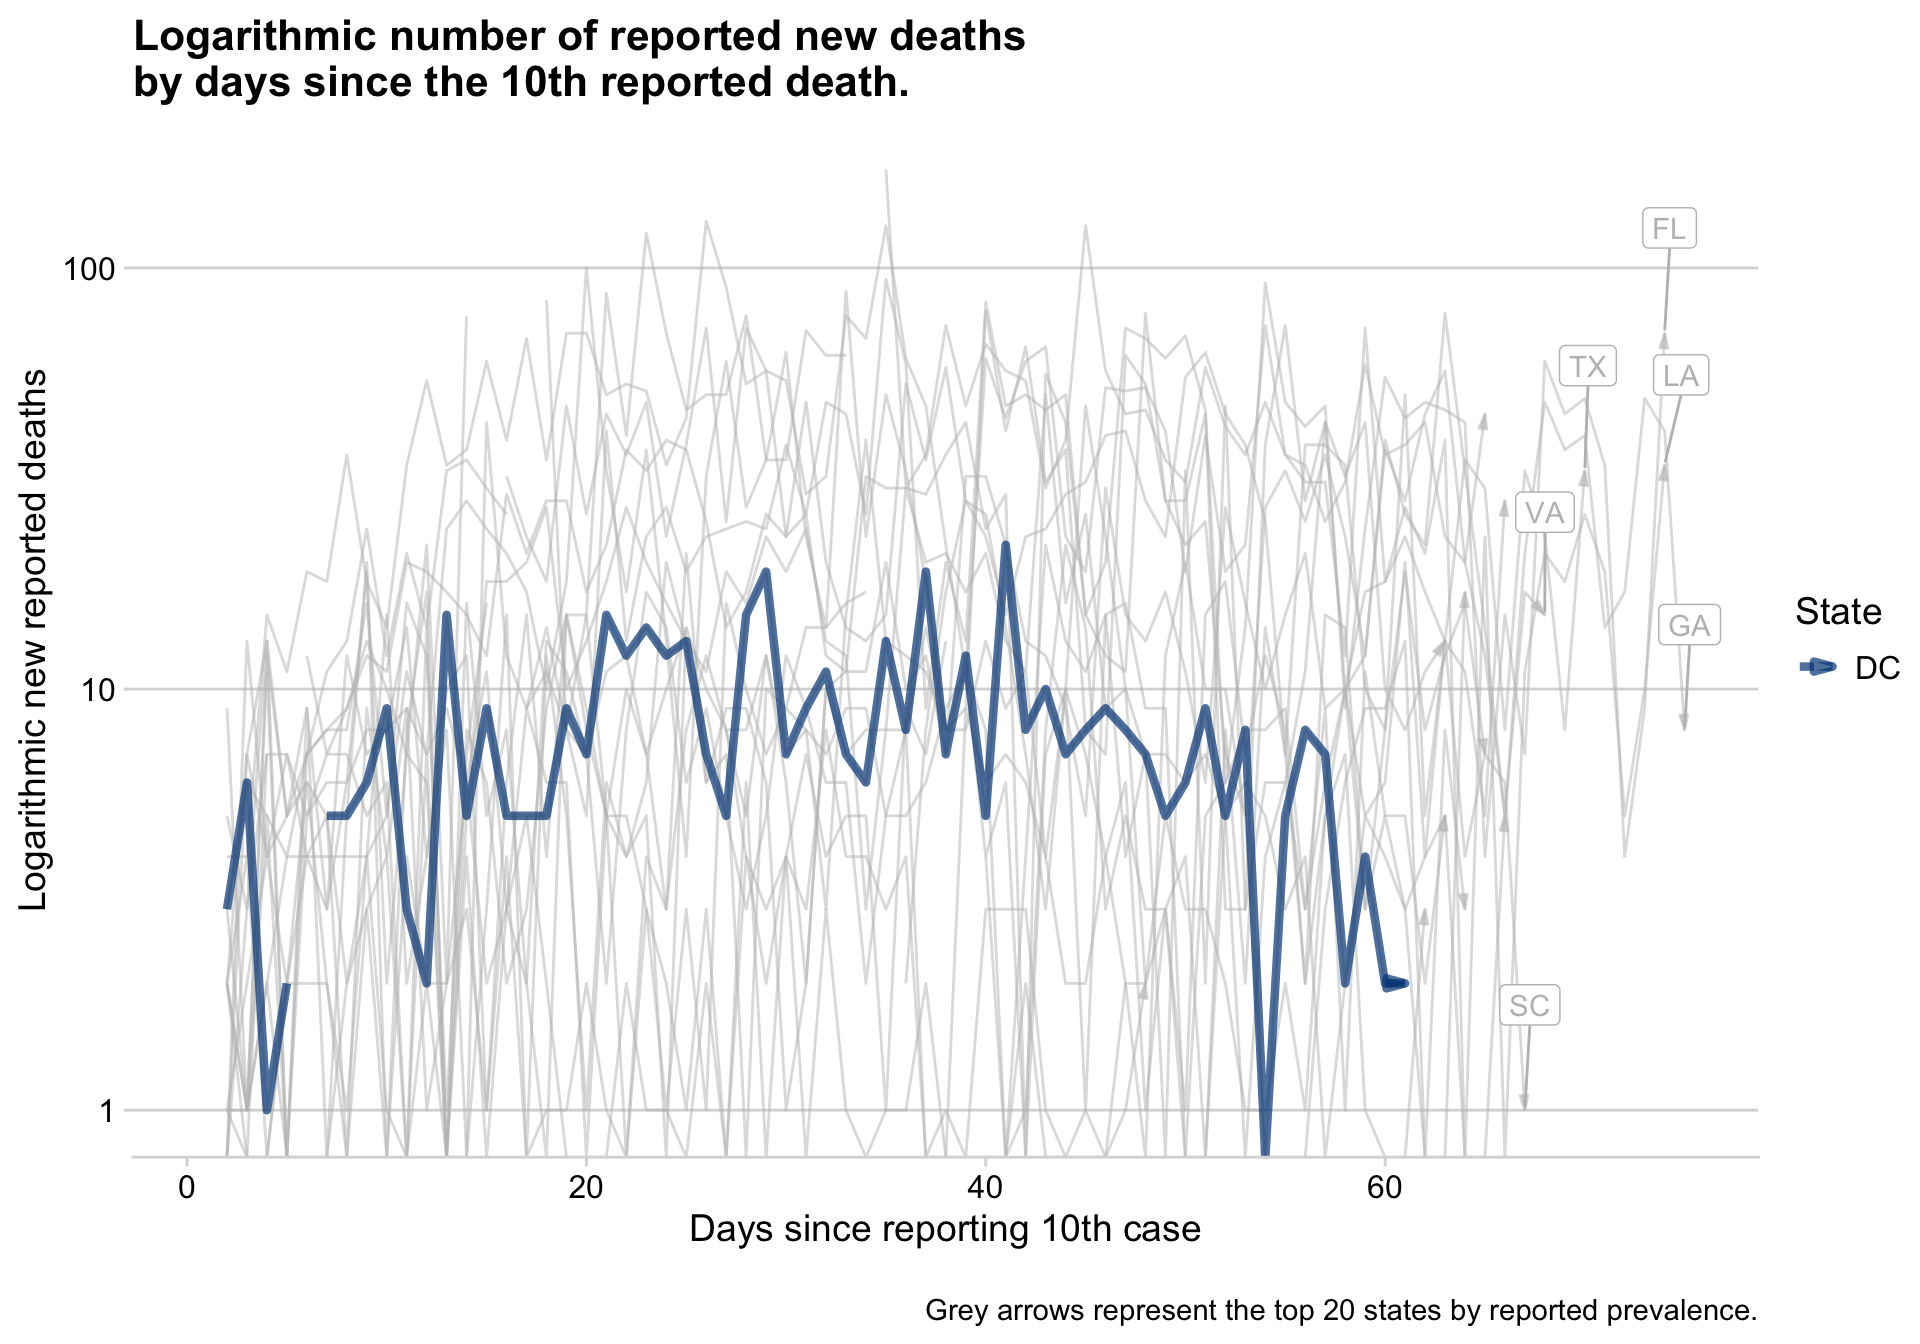 Logarithmic number of reported new deaths
by days since the 10th reported death.
Logarithmic new reported deaths
100
10
1
0
20
40
60
Days since reporting 10th case
FL
TX
LA
VA
GA
SC
State
DC
Grey arrows represent the top 20 states by reported prevalence.